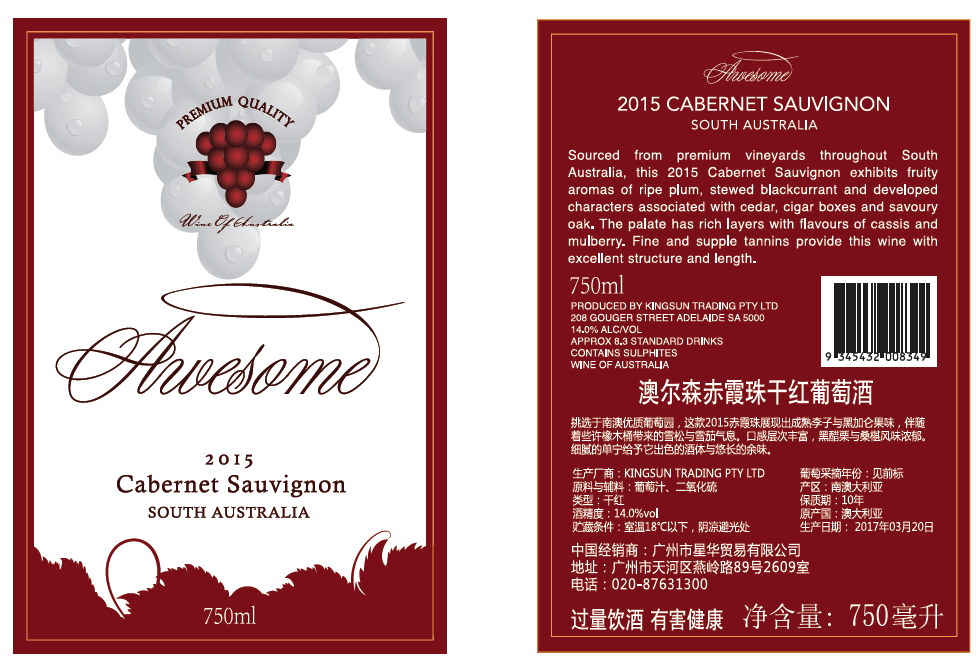 PREMIUM QUALITY
Wine Of Australia
Awesome
2015
Cabernet Sauvignon
SOUTH AUSTRALIA
750ml
Awesome
2015 CABERNET SAUVIGNON
SOUTH AUSTRALIA
Sourced from premium vineyards throughout South
Australia, this 2015 Cabernet Sauvignon exhibits fruity
aromas of ripe plum, stewed blackcurrant and developed
characters associated with cedar, cigar boxes and savoury
oak. The palate has rich layers with flavours of cassis and
mulberry. Fine and supple tannins provide this wine with
excellent structure and length.
750ml
PRODUCED BY KINGSUN TRADING PTY LTD
208 GOUGER STREET ADELAIDE SA 5000
14.0% ALC/VOL
APPROX 8.3 STANDARD DRINKS
CONTAINS SULPHITES
WINE OF AUSTRALIA
9 345432 008349
澳尔森赤霞珠干红葡萄酒
挑选于南澳优质葡萄园，这款2015赤霞珠展现出成熟李子与黑加仑果味，伴随
着些许橡木桶带来的雪松与雪茄气息。口感层次丰富，黑醋栗与桑椹风味浓郁。
细腻的单宁给予它出色的酒体与悠长的余味。
生产厂商：KINGSUN TRADING PTY LTD
原料与辅料：葡萄汁、二氧化硫
类型：干红
酒精度：14.0%vol
贮藏条件：室温18℃以下，阴凉避光处
葡萄采摘年份：见前标
产区：南澳大利亚
保质期：10年
原产国：澳大利亚
生产日期： 2017年03月20日
中国经销商：广州市星华贸易有限公司
地址：广州市天河区燕岭路89号2609室
电话：020-87631300
过量饮酒 有害健康 净含量：750毫升